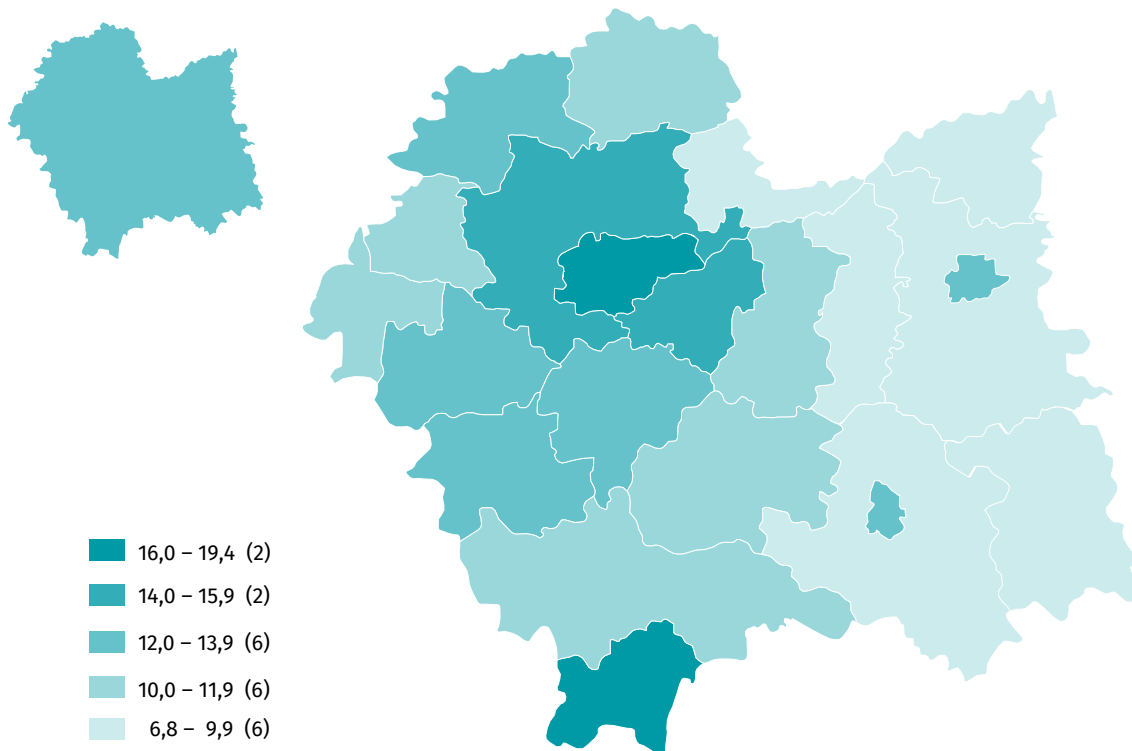 16,0 – 19,4 (2)
14,0 – 15,9 (2)
12,0 – 13,9 (6)
10,0 – 11,9 (6)
6,8 – 9,9 (6)